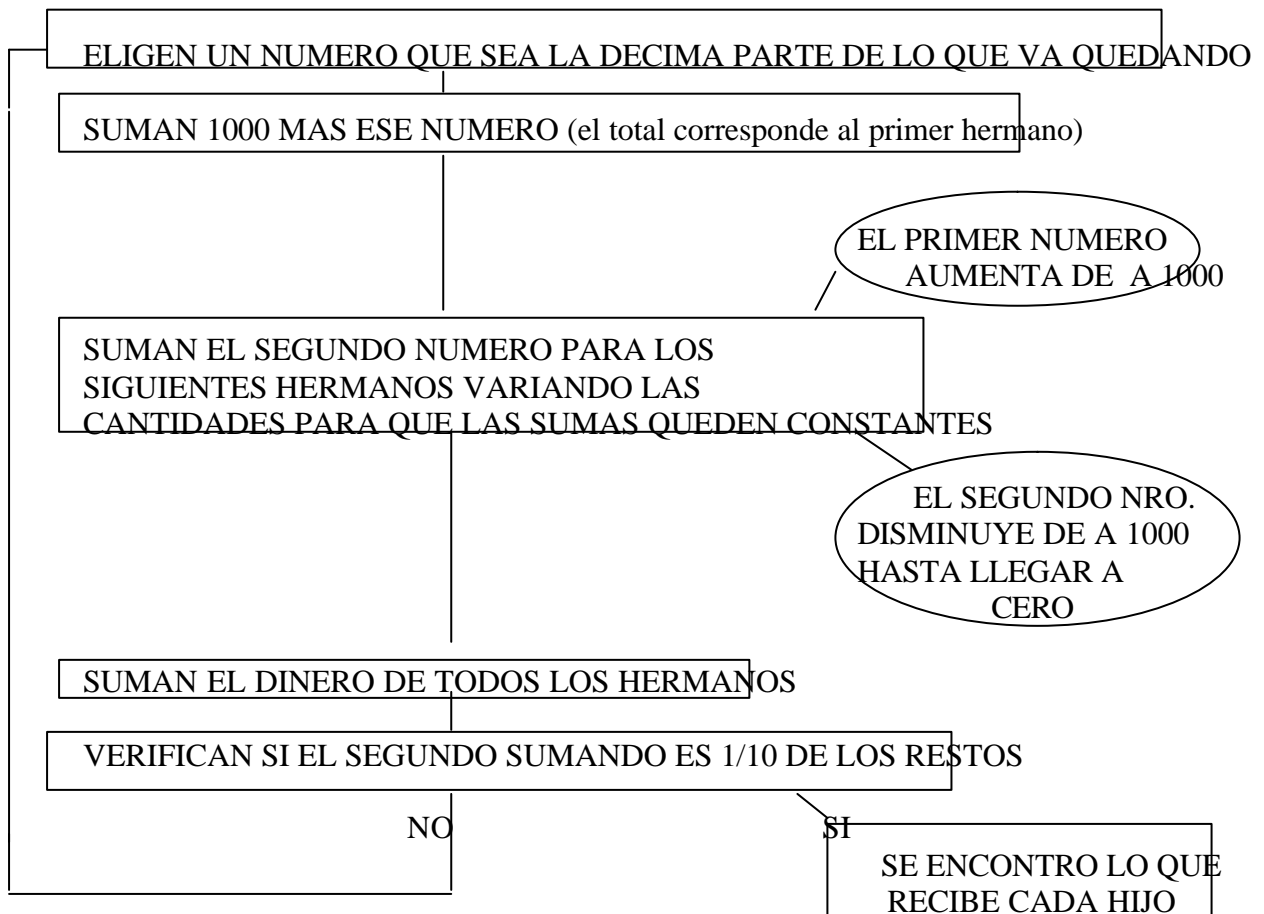 ELIGEN UN NUMERO QUE SEA LA DECIMA PARTE DE LO QUE VA QUEDANDO
SUMAN 1000 MAS ESE NUMERO (el total corresponde al primer hermano)
EL PRIMER NUMERO
AUMENTA DE A 1000
SUMAN EL SEGUNDO NUMERO PARA LOS
SIGUIENTES HERMANOS VARIANDO LAS
CANTIDADES PARA QUE LAS SUMAS QUEDEN CONSTANTES
EL SEGUNDO NRO.
DISMINUYE DE A 1000
HASTA LLEGAR A
CERO
SUMAN EL DINERO DE TODOS LOS HERMANOS
VERIFICAN SI EL SEGUNDO SUMANDO ES 1/10 DE LOS RESTOS
NO SI
SE ENCONTRO LO QUE
RECIBE CADA HIJO